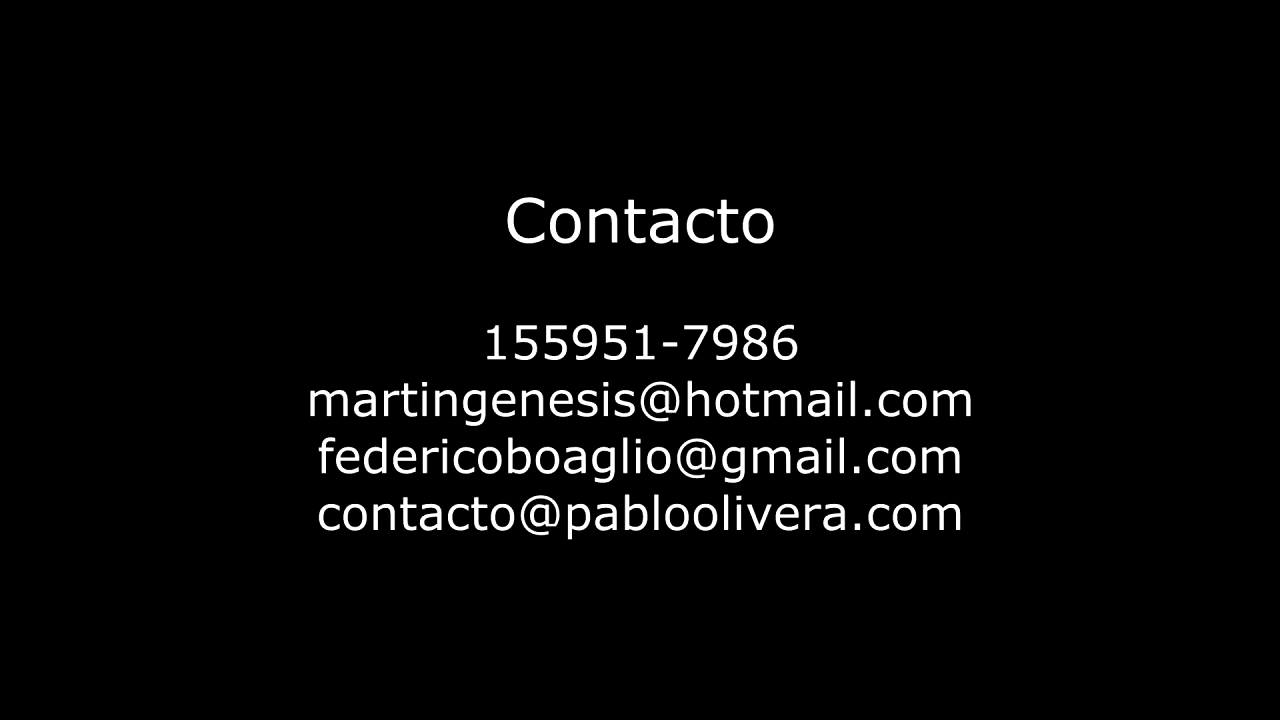 Contacto
155951-7986
martingenesis@hotmail.com
federicoboaglio@gmail.com
contacto@pabloolivera.com